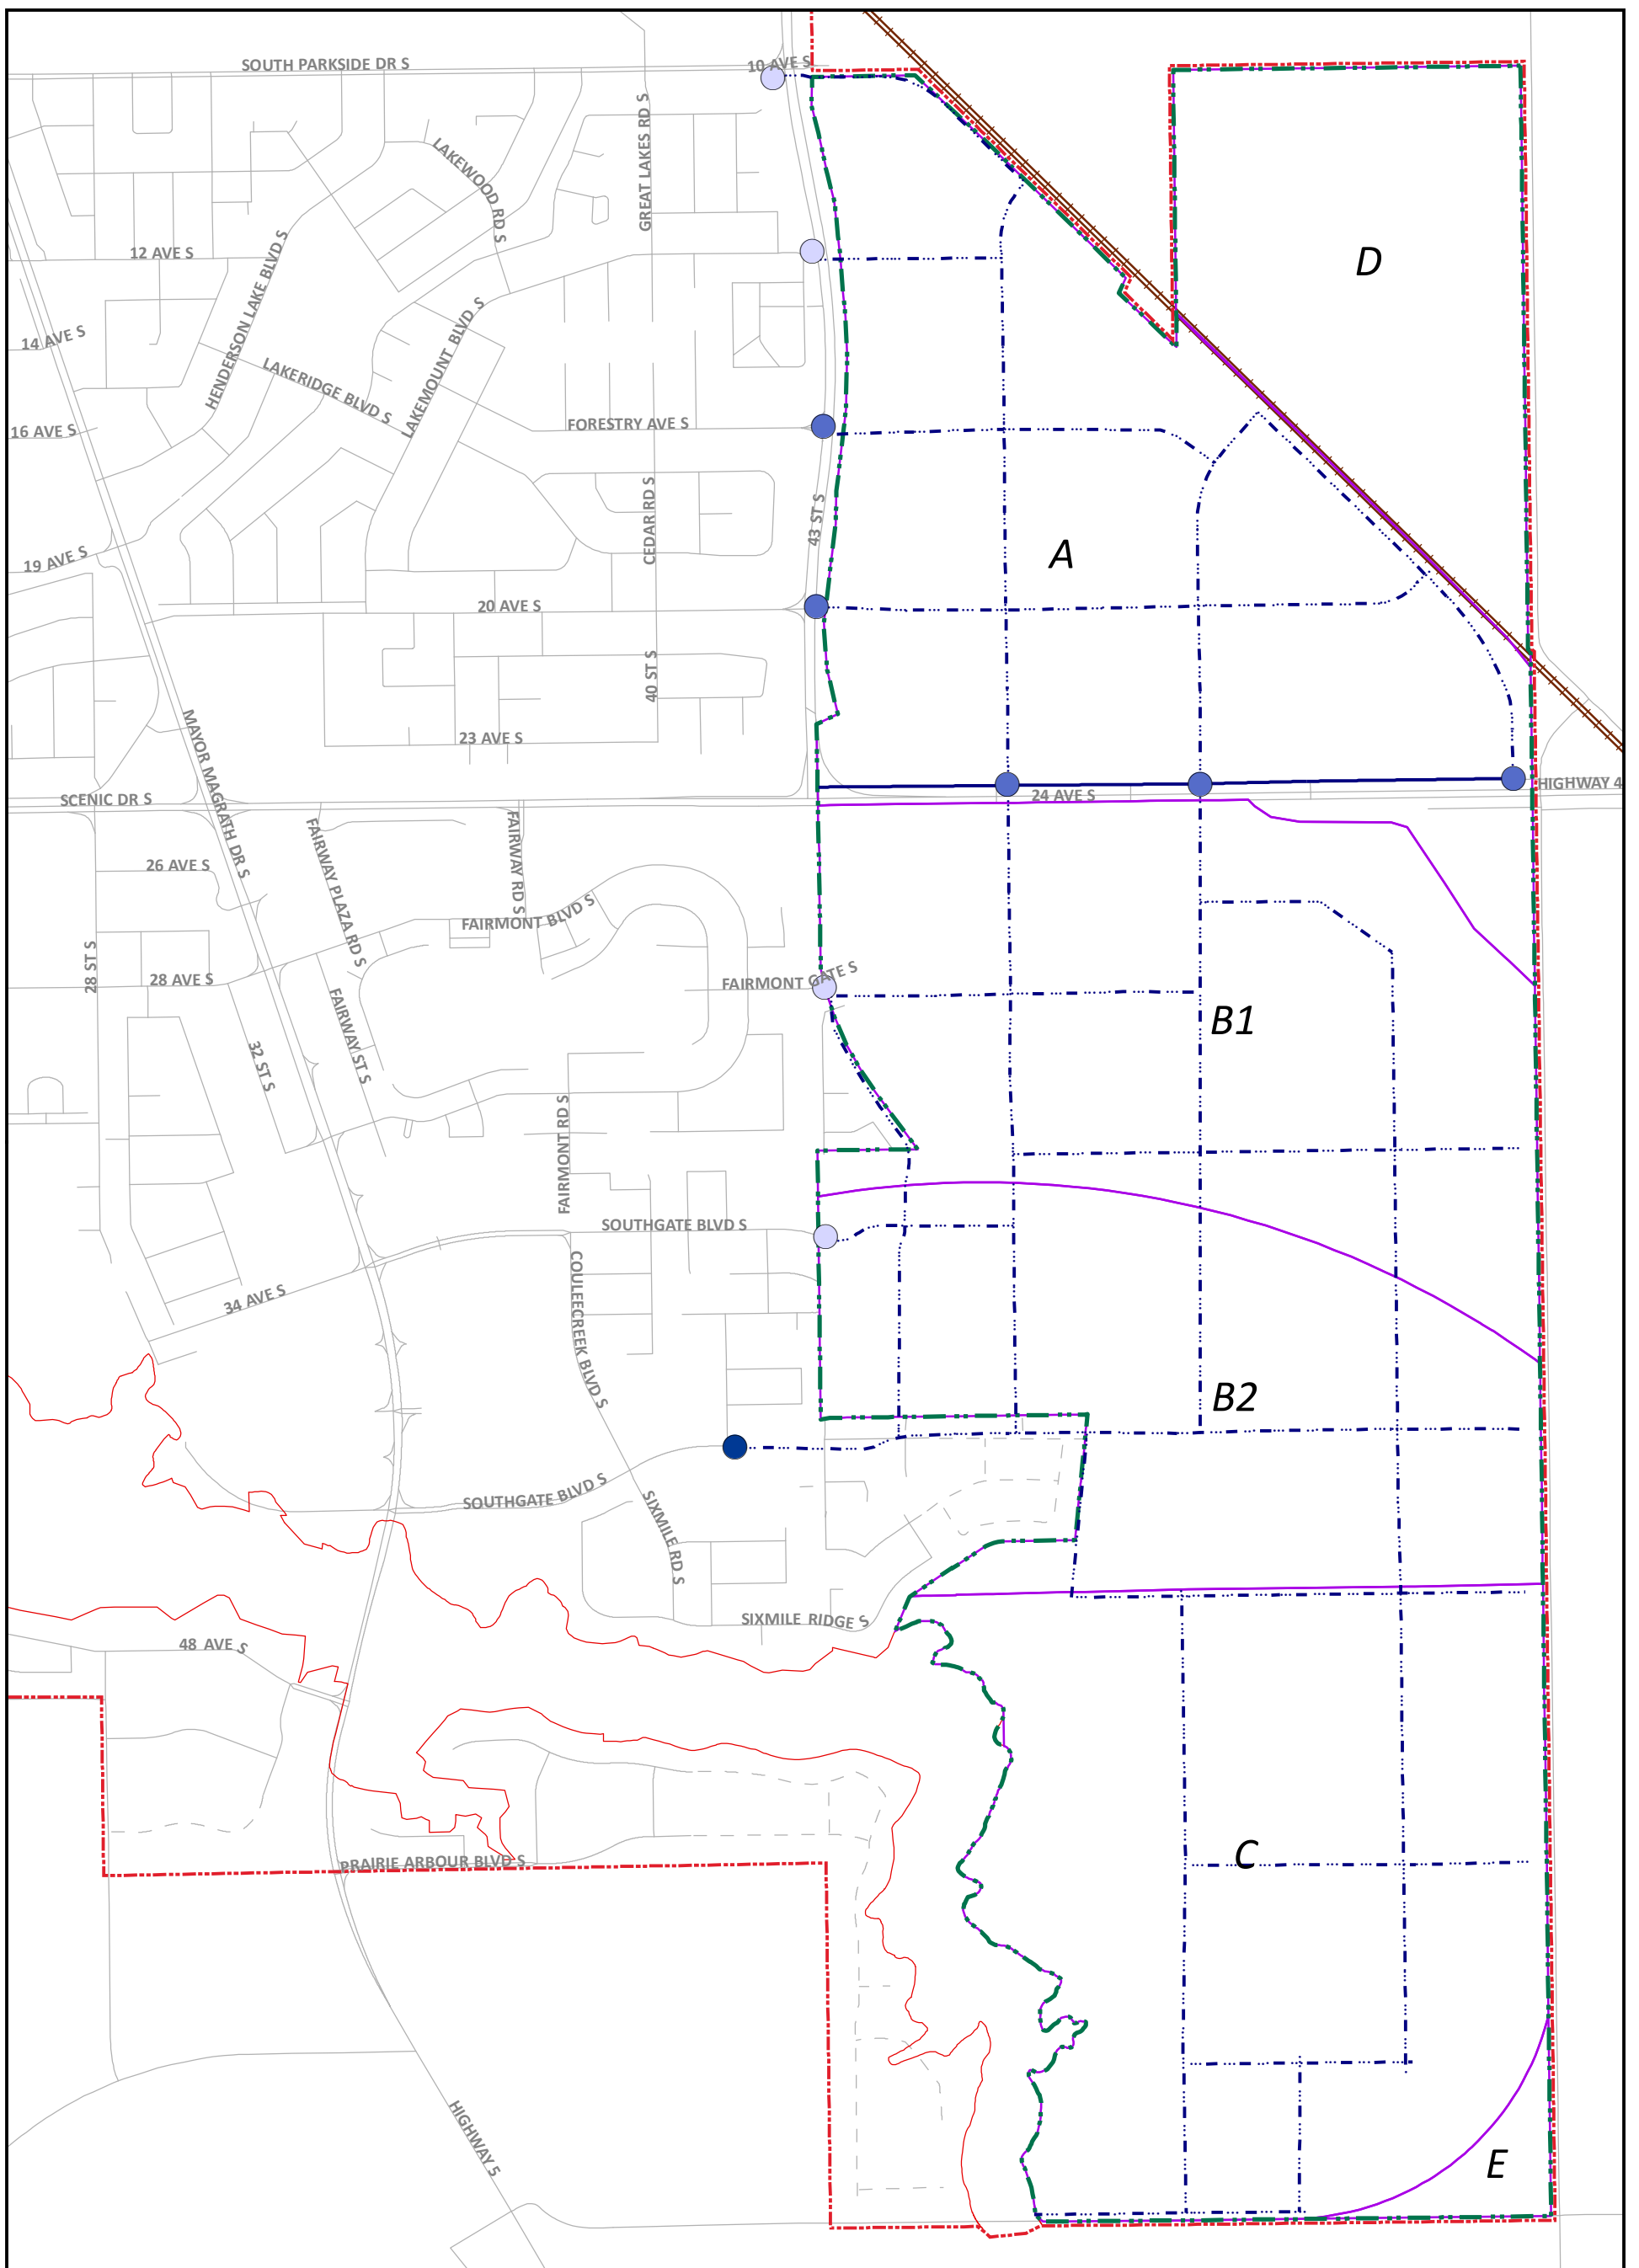 SOUTH PARKSIDE DR S
10 AVE S
GREAT LAKES RD S
LAKEWOOD RD S
12 AVE S
HENDERSON LAKE BLVD S
D
14 AVE S
LAKERIDGE BLVD S
LAKEMOUNT BLVD S
16 AVE S
FORESTRY AVE S
CEDAR RD S
43 ST S
19 AVE S
A
20 AVE S
40 ST S
MAYOR MAGRATH DR S
23 AVE S
SCENIC DR S
24 AVE S
HIGHWAY 4
26 AVE S
FAIRWAY PLAZA RD S
FAIRWAY RD S
FAIRMONT BLVD S
28 ST S
28 AVE S
FAIRMONT GATE S
FAIRWAY ST S
B1
32 ST S
FAIRMONT RD S
SOUTHGATE BLVD S
COULEECREEK BLVD S
34 AVE S
B2
SOUTHGATE BLVD S
SIXMILE RD S
SIXMILE RIDGE S
48 AVE S
PRAIRIE ARBOUR BLVD S
C
HIGHWAY 5
E